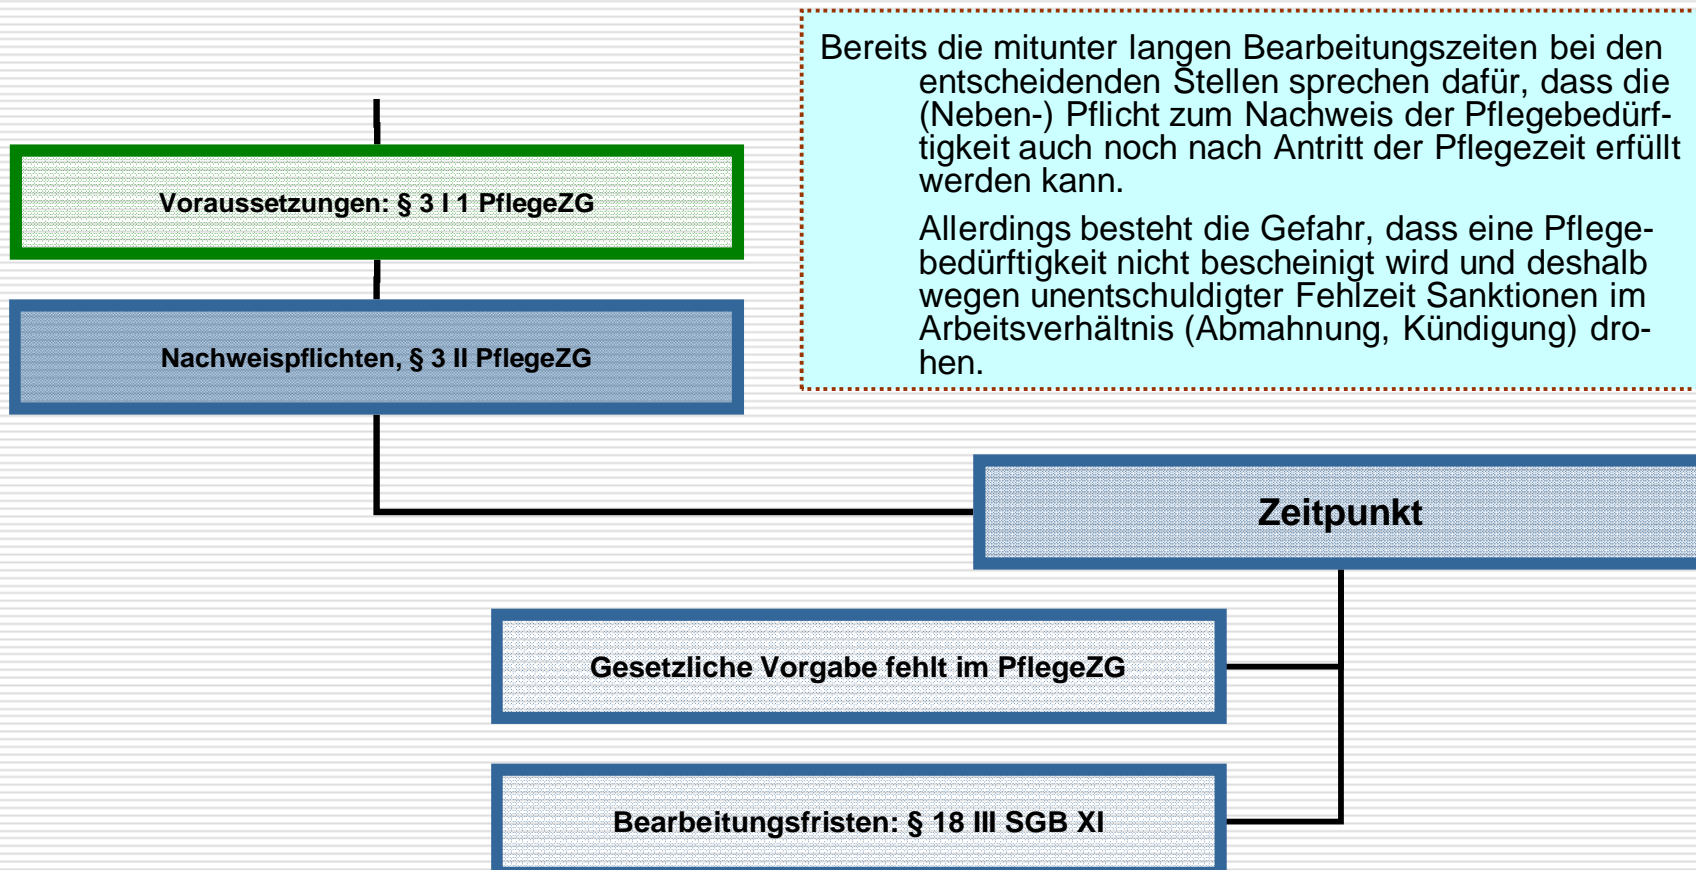 Bereits die mitunter langen Bearbeitungszeiten bei den
entscheidenden Stellen sprechen dafür, dass die
(Neben-) Pflicht zum Nachweis der Pflegebedürf-
tigkeit auch noch nach Antritt der Pflegezeit erfüllt
werden kann.
Allerdings besteht die Gefahr, dass eine Pflege-
bedürftigkeit nicht bescheinigt wird und deshalb
wegen unentschuldigter Fehlzeit Sanktionen im
Arbeitsverhältnis (Abmahnung, Kündigung) dro-
hen.
Voraussetzungen: § 3 I 1 PflegeZG
Nachweispflichten, § 3 II PflegeZG
Zeitpunkt
Gesetzliche Vorgabe fehlt im PflegeZG
Bearbeitungsfristen: § 18 III SGB XI